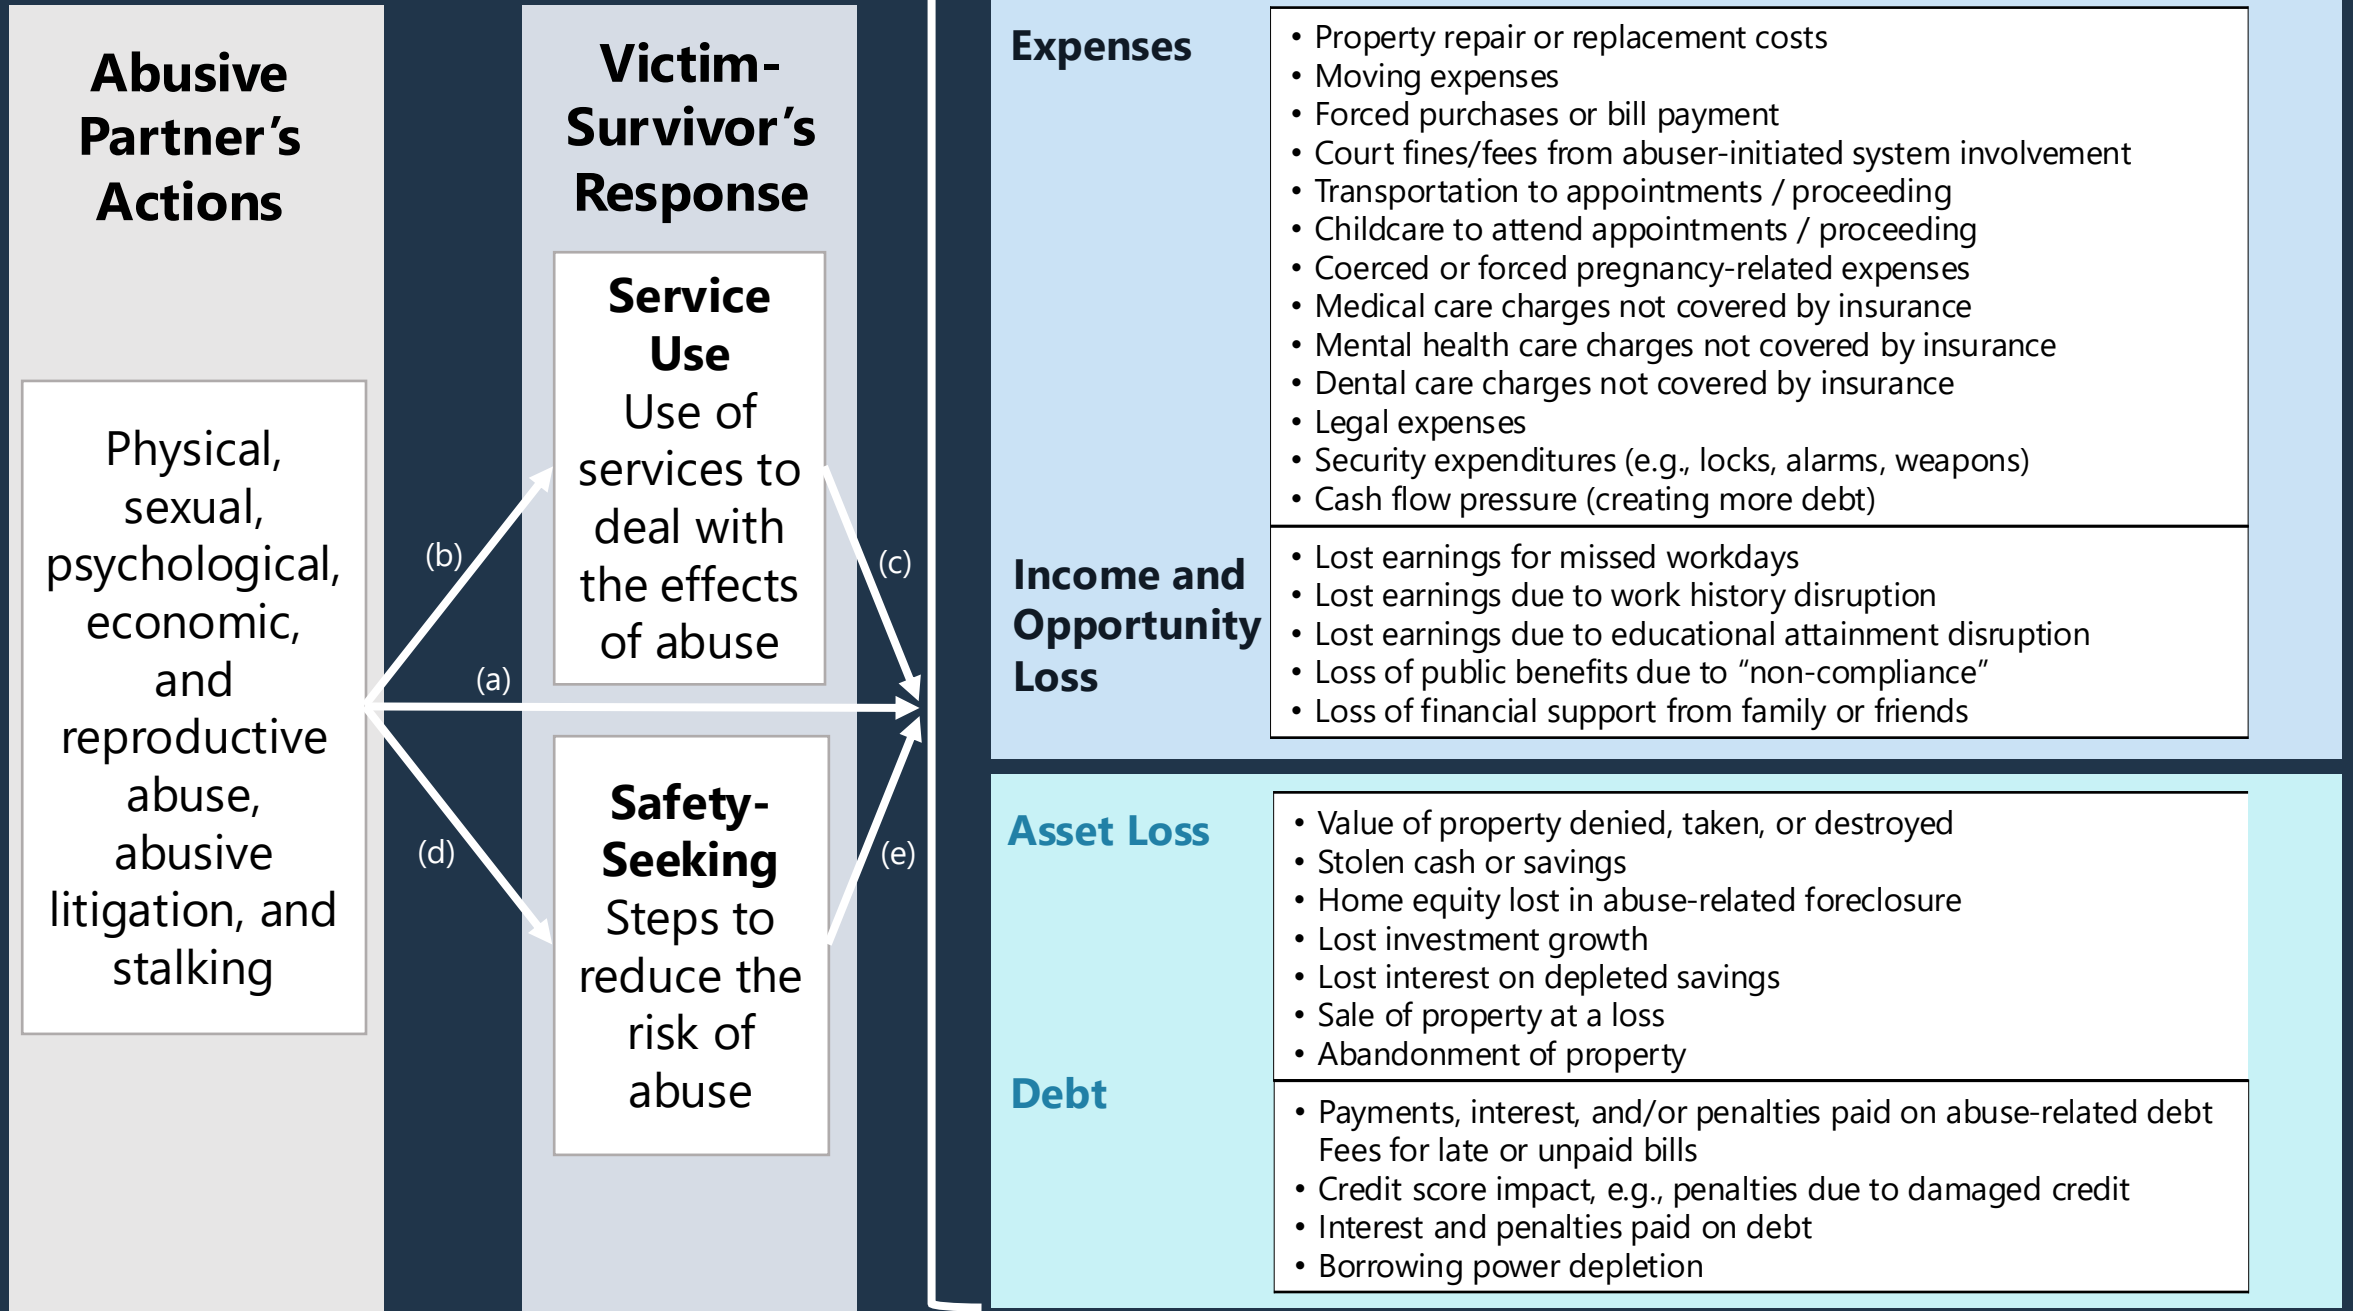 Abusive
Partner’s
Actions
Physical,
sexual,
psychological,
economic,
and
reproductive
abuse,
abusive
litigation, and
stalking
(b)
(a)
(d)
Victim-
Survivor’s
Response
Service
Use
Use of
services to
deal with
the effects
of abuse
Safety-
Seeking
Steps to
reduce the
risk of
abuse
(c)
(e)
Expenses
• Property repair or replacement costs
• Moving expenses
• Forced purchases or bill payment
• Court fines/fees from abuser-initiated system involvement
• Transportation to appointments / proceeding
• Childcare to attend appointments / proceeding
• Coerced or forced pregnancy-related expenses
• Medical care charges not covered by insurance
• Mental health care charges not covered by insurance
• Dental care charges not covered by insurance
• Legal expenses
• Security expenditures (e.g., locks, alarms, weapons)
• Cash flow pressure (creating more debt)
Income and
Opportunity
Loss
• Lost earnings for missed workdays
• Lost earnings due to work history disruption
• Lost earnings due to educational attainment disruption
• Loss of public benefits due to “non-compliance”
• Loss of financial support from family or friends
Asset Loss
• Value of property denied, taken, or destroyed
• Stolen cash or savings
• Home equity lost in abuse-related foreclosure
• Lost investment growth
• Lost interest on depleted savings
• Sale of property at a loss
• Abandonment of property
Debt
• Payments, interest, and/or penalties paid on abuse-related debt
Fees for late or unpaid bills
• Credit score impact, e.g., penalties due to damaged credit
• Interest and penalties paid on debt
• Borrowing power depletion